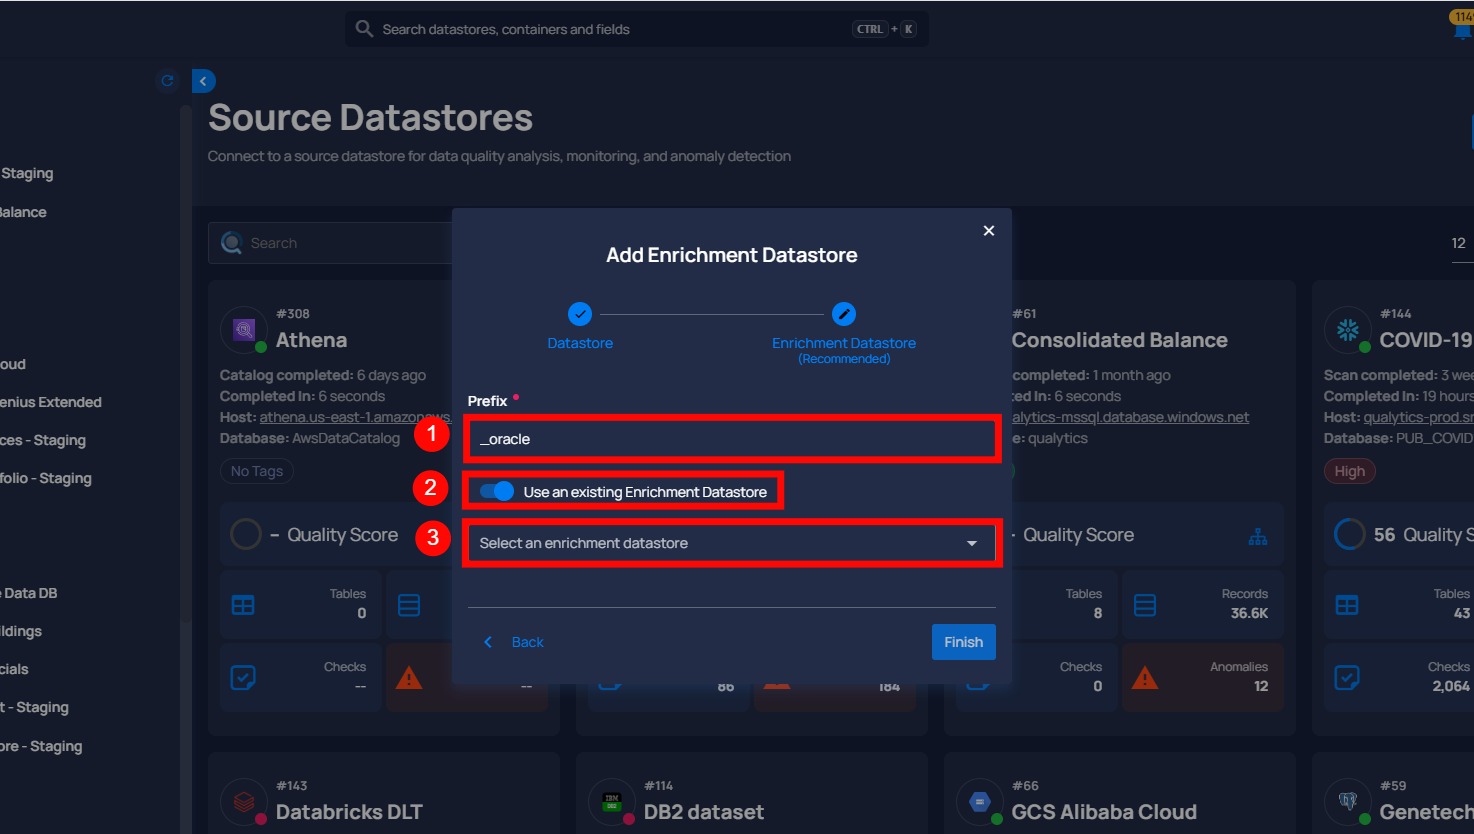 Search datastores, containers and fields
CTRL + K
114
Source Datastores
Connect to a source datastore for data quality analysis, monitoring, and anomaly detection
Staging
Balance
oud
enius Extended
ces - Staging
folio - Staging
e Data DB
ildings
cials
t - Staging
ore - Staging
Search
12
#308
Athena
Catalog completed: 6 days ago
Completed In: 6 seconds
Host: athena.us-east-1.amazonaws.
Database: AwsDataCatalog
No Tags
– Quality Score
Tables
0
Checks
--
--
Add Enrichment Datastore
Datastore
Enrichment Datastore
(Recommended)
Prefix
1
_oracle
2
Use an existing Enrichment Datastore
3
Select an enrichment datastore
Back
Finish
86
184
#61
Consolidated Balance
completed: 1 month ago
ed In: 6 seconds
alytics-mssql.database.windows.net
e: qualytics
- Quality Score
Tables
8
Records
36.6K
Checks
0
Anomalies
12
#144
COVID-19
Scan completed: 3 wee
Completed In: 19 hours
Host: qualytics-prod.sn
Database: PUB_COVID
High
56 Quality S
Tables
43
Checks
2,064
#143
Databricks DLT
#114
IBM
DB2
DB2 dataset
#66
GCS Alibaba Cloud
#59
Genetech